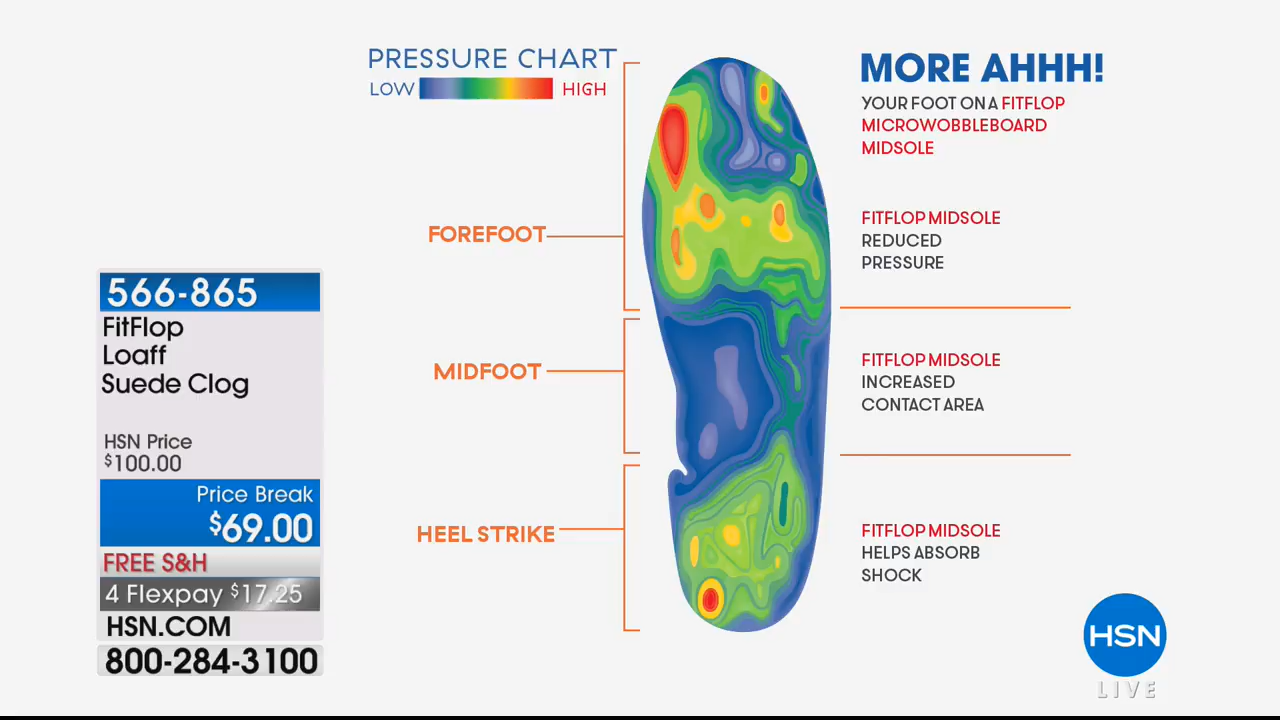 PRESSURE CHART
LOW HIGH
MORE AHHH!
YOUR FOOT ON A FITFLOP
MICROWOBBLEBOARD
MIDSOLE
FOREFOOT
FITFLOP MIDSOLE
REDUCED
PRESSURE
MIDFOOT
FITFLOP MIDSOLE
INCREASED
CONTACT AREA
HEEL STRIKE
FITFLOP MIDSOLE
HELPS ABSORB
SHOCK
566-865
FitFlop
Loaff
Suede Clog
HSN Price
$100.00
Price Break
$69.00
FREE S&H
4 Flexpay $17.25
HSN.COM
800-284-3100
HSN
LIVE